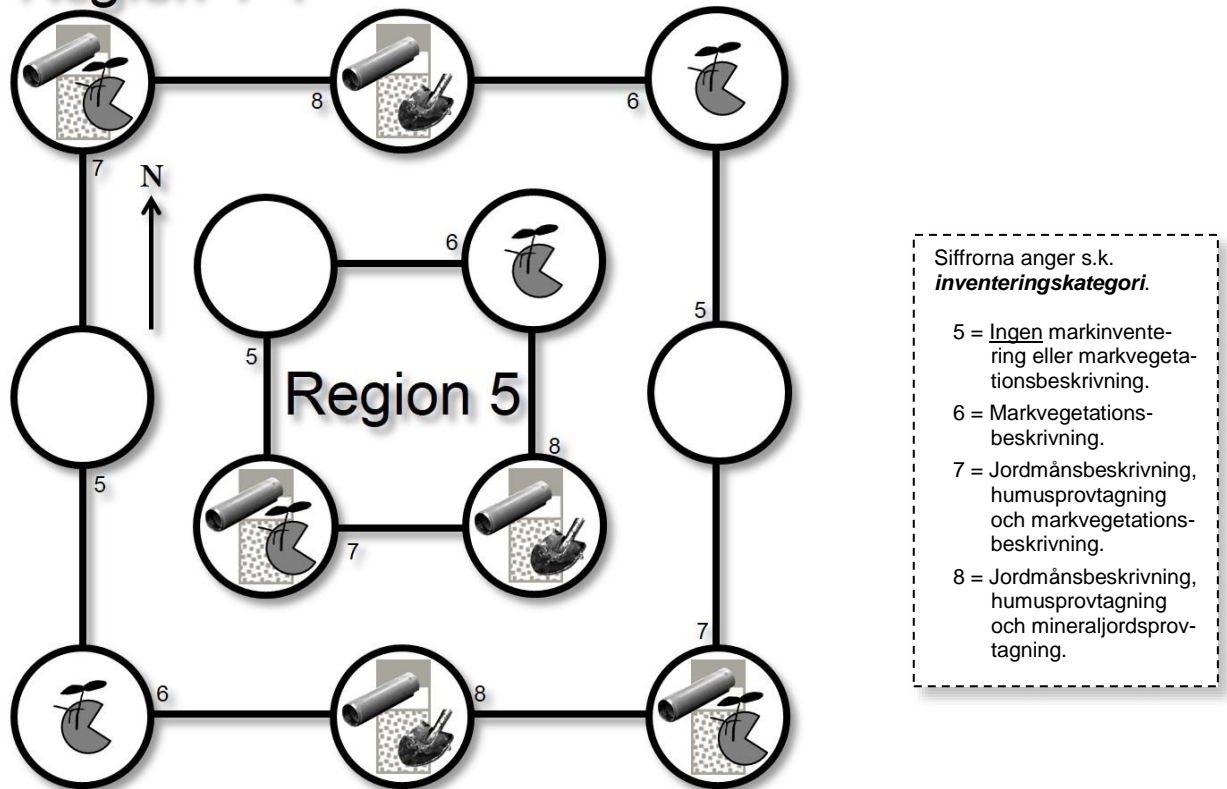 8
6
7
N
6
5
5
Region 5
8
5
7
7
6
8
Siffrorna anger s.k.
inventeringskategori.
5 = Ingen markinvente-
ring eller markvegeta-
tionsbeskrivning.
6 = Markvegetations-
beskrivning.
7 = Jordmånsbeskrivning,
humusprovtagning
och markvegetations-
beskrivning.
8 = Jordmånsbeskrivning,
humusprovtagning
och mineraljordsprov-
tagning.